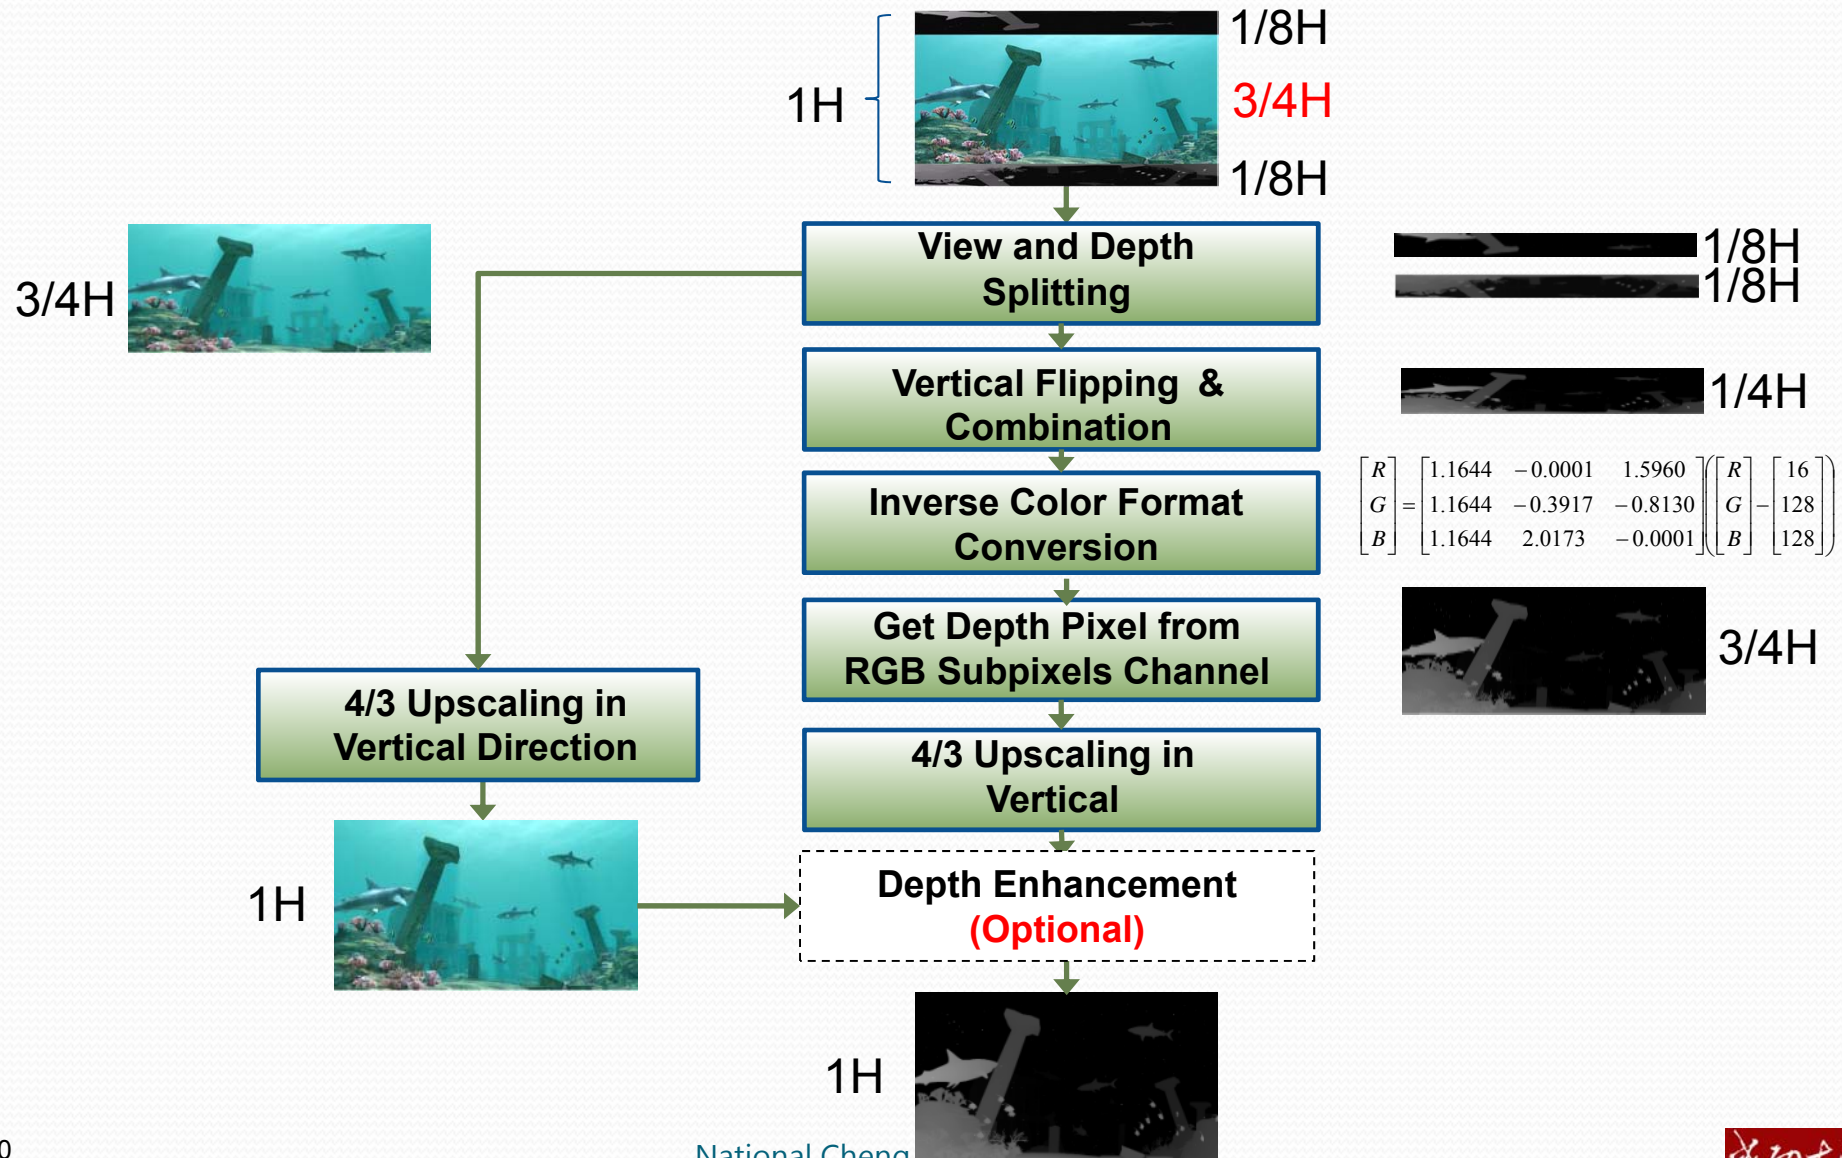 1/8H
1H
3/4H
1/8H
View and Depth
Splitting
1/8H
1/8H
3/4H
Vertical Flipping &
Combination
1/4H
Inverse Color Format
Conversion
[R] [1.1644 −0.0001 1.5960] ([R] [16])
[G] = [1.1644 −0.3917 −0.8130] ([G] − [128])
[B] [1.1644 2.0173 −0.0001] ([B] [128])
Get Depth Pixel from
RGB Subpixels Channel
3/4H
4/3 Upscaling in
Vertical Direction
4/3 Upscaling in
Vertical
1H
Depth Enhancement
(Optional)
1H
National Cheng
0